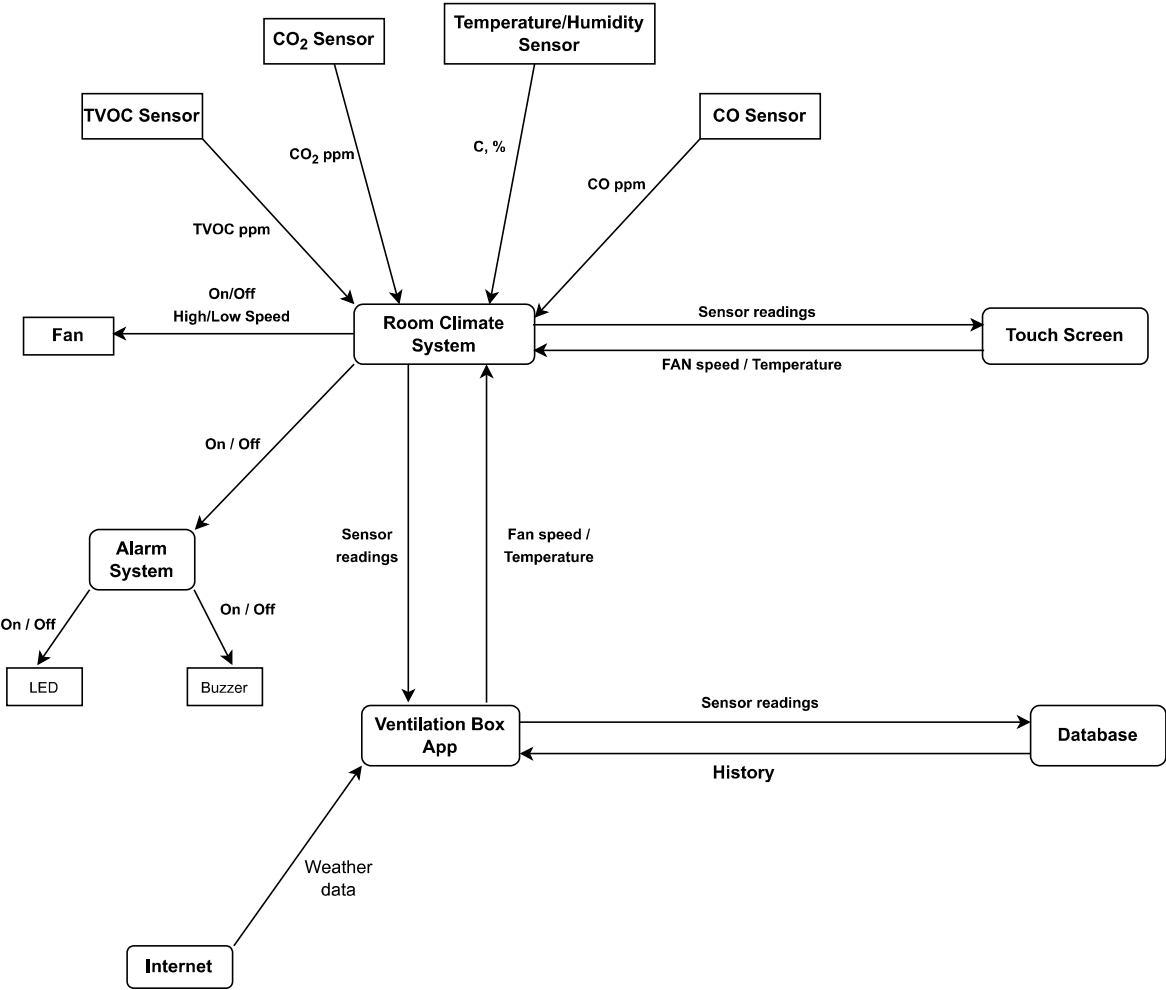 Temperature/Humidity
Sensor
CO₂ Sensor
TVOC Sensor
CO Sensor
C, %
CO₂ ppm
CO ppm
TVOC ppm
On/Off
High/Low Speed
Fan
Room Climate
System
Sensor readings
Touch Screen
FAN speed / Temperature
On / Off
Sensor
readings
Fan speed /
Temperature
Alarm
System
On / Off
On / Off
LED
Buzzer
Ventilation Box
App
Sensor readings
Database
History
Weather
data
Internet